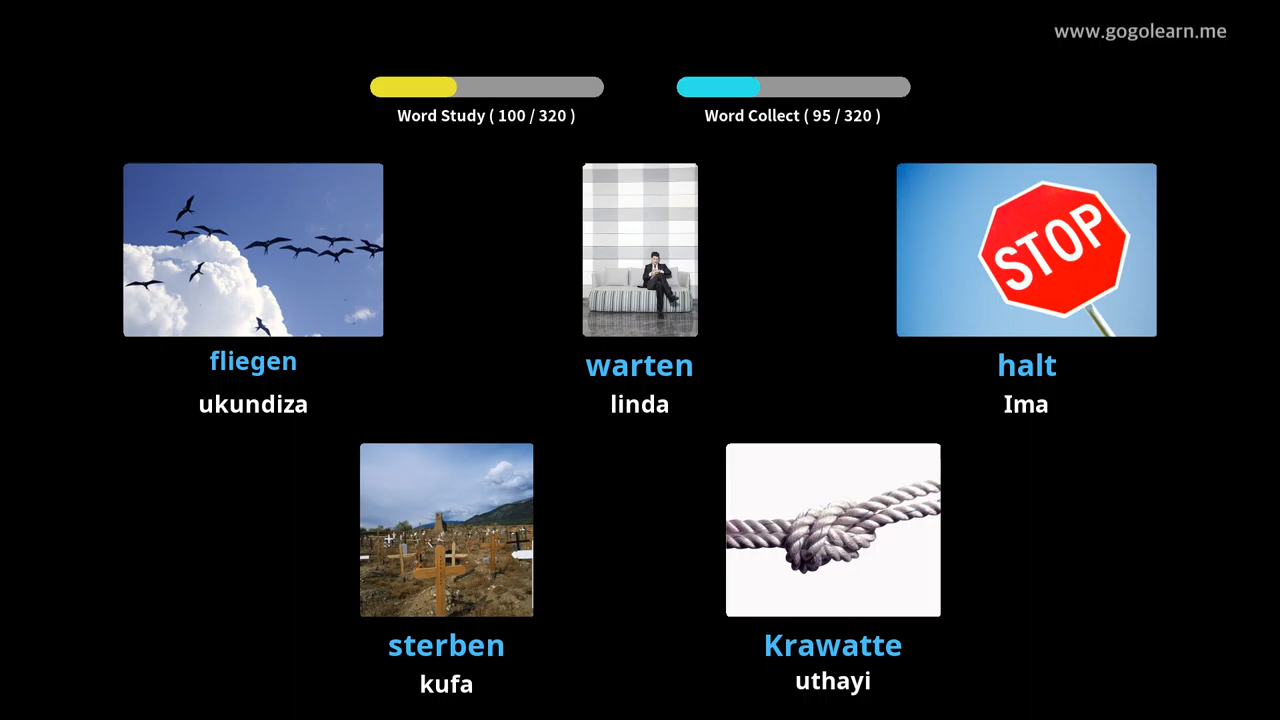 www.gogolearn.me
Word Study ( 100 / 320 )
Word Collect ( 95 / 320 )
STOP
fliegen
warten
halt
ukundiza
linda
Ima
sterben
Krawatte
kufa
uthayi